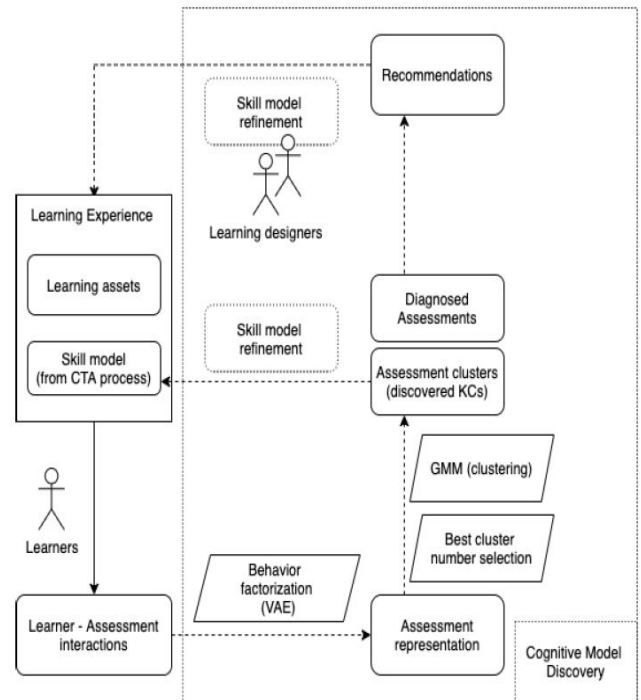 Recommendations
Skill model
refinement
Learning designers
Learning Experience
Learning assets
Skill model
(from CTA process)
Diagnosed
Assessments
Skill model
refinement
Assessment clusters
(discovered KCs)
GMM (clustering)
Best cluster
number selection
Learners
Behavior
factorization
(VAE)
Learner - Assessment
interactions
Assessment
representation
Cognitive Model
Discovery